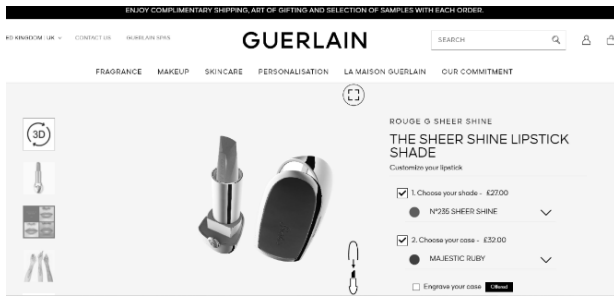 ENJOY COMPLIMENTARY SHIPPING, ART OF GIFTING AND SELECTION OF SAMPLES WITH EACH ORDER.
KINGDOM | UK
CONTACT US
GUERLAIN SPAS
GUERLAIN
SEARCH
FRAGRANCE MAKEUP SKINCARE PERSONALISATION LA MAISON GUERLAIN OUR COMMITMENT
3D
ROUGE G SHEER SHINE
THE SHEER SHINE LIPSTICK
SHADE
Customize your lipstick
1. Choose your shade - £27.00
N°235 SHEER SHINE
2. Choose your case - £32.00
MAJESTIC RUBY
Engrave your case Offered